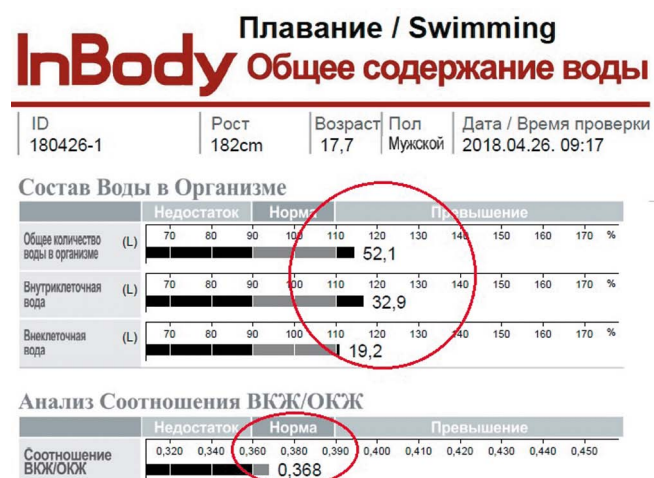 Плавание / Swimming
InBody Общее содержание воды
ID Рост Возраст Пол Дата / Время проверки
180426-1 182cm 17,7 Мужской 2018.04.26. 09:17
Состав Воды в Организме
Недостаток Норма Превышение
Общее количество воды в организме (L) 70 80 90 100 110 120 130 140 150 160 170 %
52,1
Внутриклеточная вода (L) 70 80 90 100 110 120 130 140 150 160 170 %
32,9
Внеклеточная вода (L) 70 80 90 100 110 120 130 140 150 160 170 %
19,2
Анализ Соотношения ВКЖ/ОКЖ
Недостаток Норма Превышение
Соотношение ВКЖ/ОКЖ 0,320 0,340 0,360 0,380 0,390 0,400 0,410 0,420 0,430 0,440 0,450
0,368